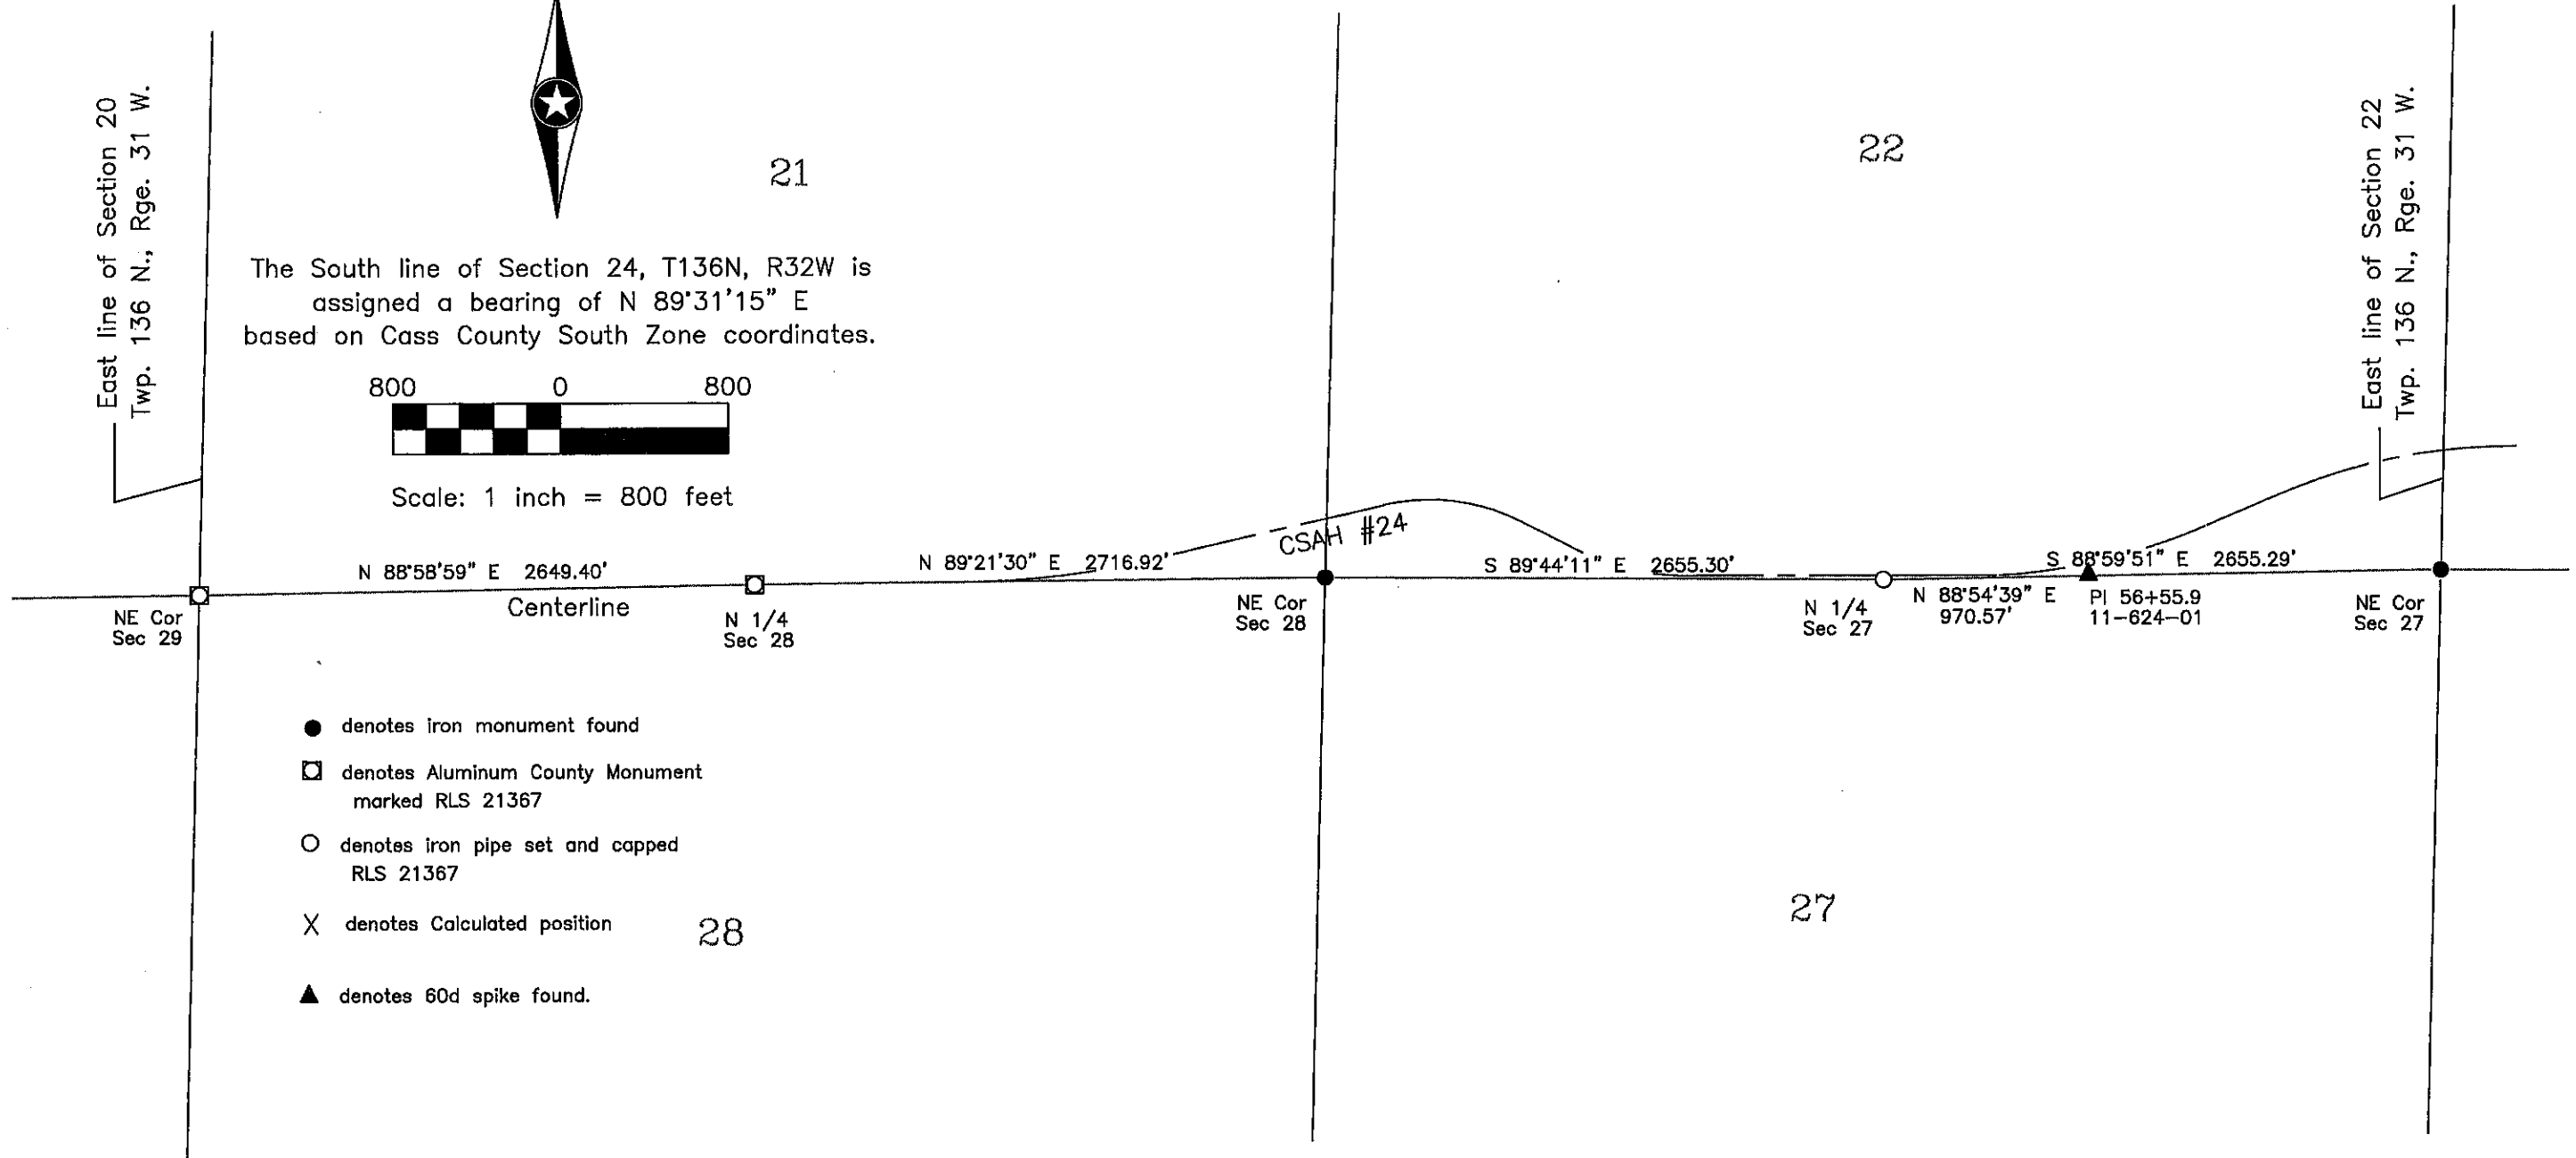 East line of Section 20
Twp. 136 N., Rge. 31 W.
21
22
East line of Section 22
Twp. 136 N., Rge. 31 W.
The South line of Section 24, T136N, R32W is
assigned a bearing of N 89°31'15" E
based on Cass County South Zone coordinates.
800 0 800
Scale: 1 inch = 800 feet
CSAH #24
N 88°58'59" E 2649.40'
N 89°21'30" E 2716.92'
S 89°44'11" E 2655.30'
S 88°59'51" E 2655.29'
Centerline
NE Cor
Sec 29
N 1/4
Sec 28
NE Cor
Sec 28
N 1/4
Sec 27
N 88°54'39" E
970.57'
PI 56+55.9
11-624-01
NE Cor
Sec 27
denotes iron monument found
denotes Aluminum County Monument
marked RLS 21367
denotes iron pipe set and capped
RLS 21367
X denotes Calculated position
denotes 60d spike found.
28
27